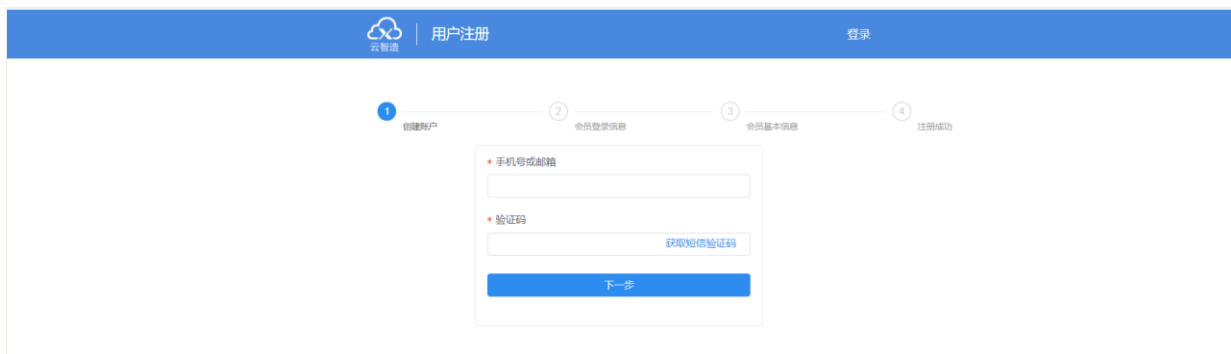 云智造
用户注册
登录
1
创建账户
2
会员登录信息
3
会员基本信息
4
注册成功
* 手机号或邮箱
* 验证码
获取短信验证码
下一步